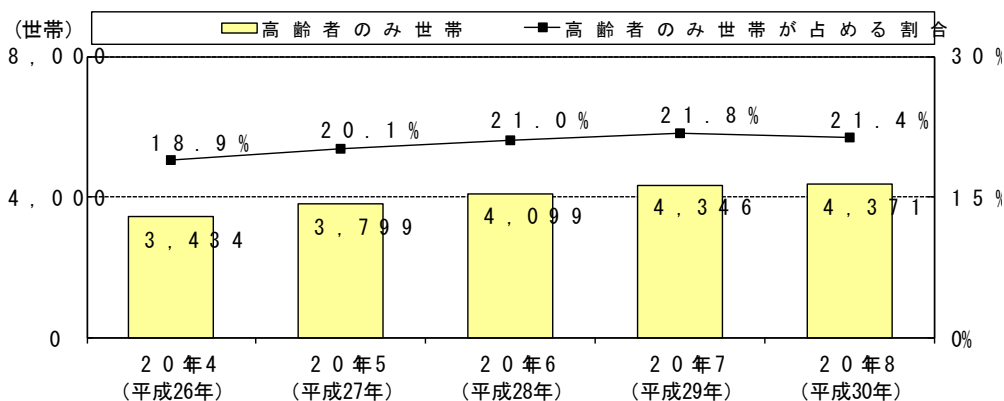 (世帯) 高齢者のみ世帯 高齢者のみ世帯が占める割合
8,000 30%
18.9% 20.1% 21.0% 21.8% 21.4%
4,000 15%
3,434 3,799 4,099 4,346 4,371
0 0%
2014年 2015年 2016年 2017年 2018年
(平成26年) (平成27年) (平成28年) (平成29年) (平成30年)